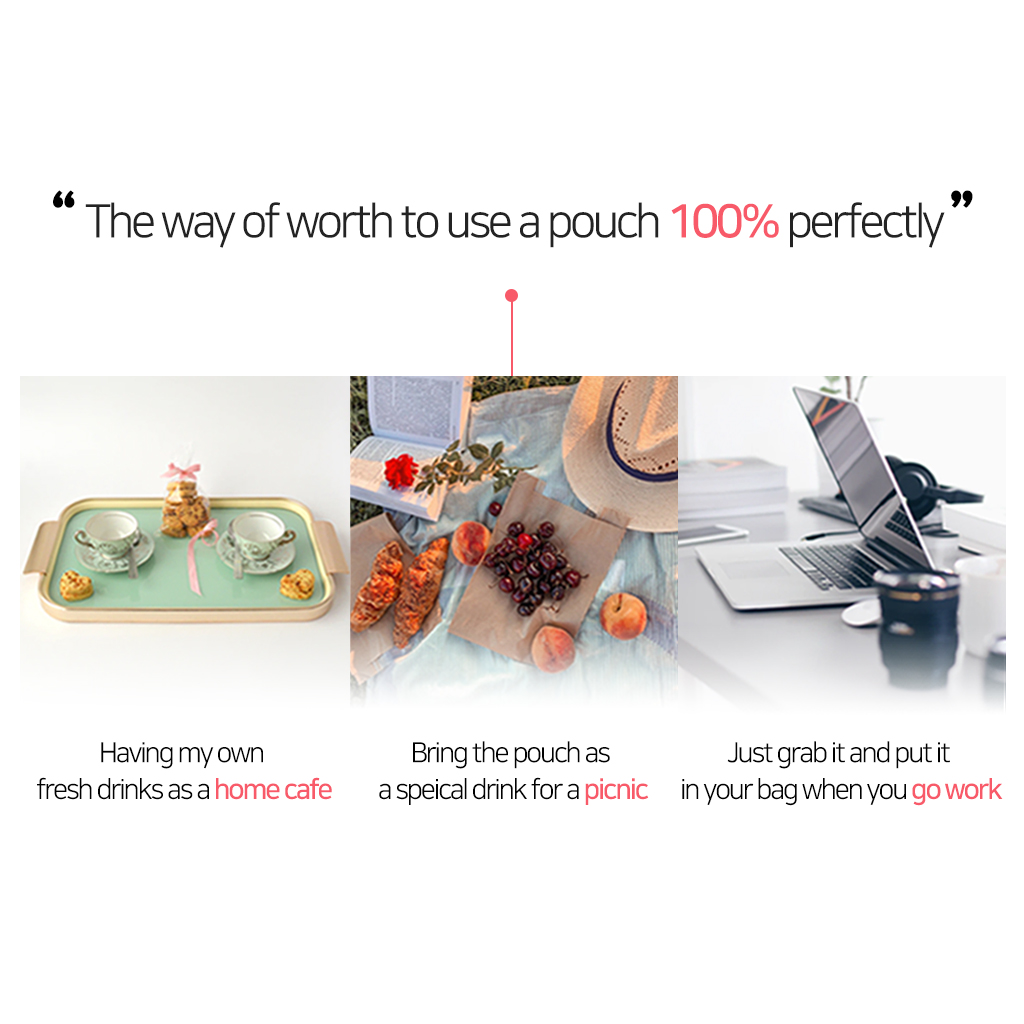 “ The way of worth to use a pouch 100% perfectly ”
Having my own
fresh drinks as a home cafe
Bring the pouch as
a speical drink for a picnic
Just grab it and put it
in your bag when you go work